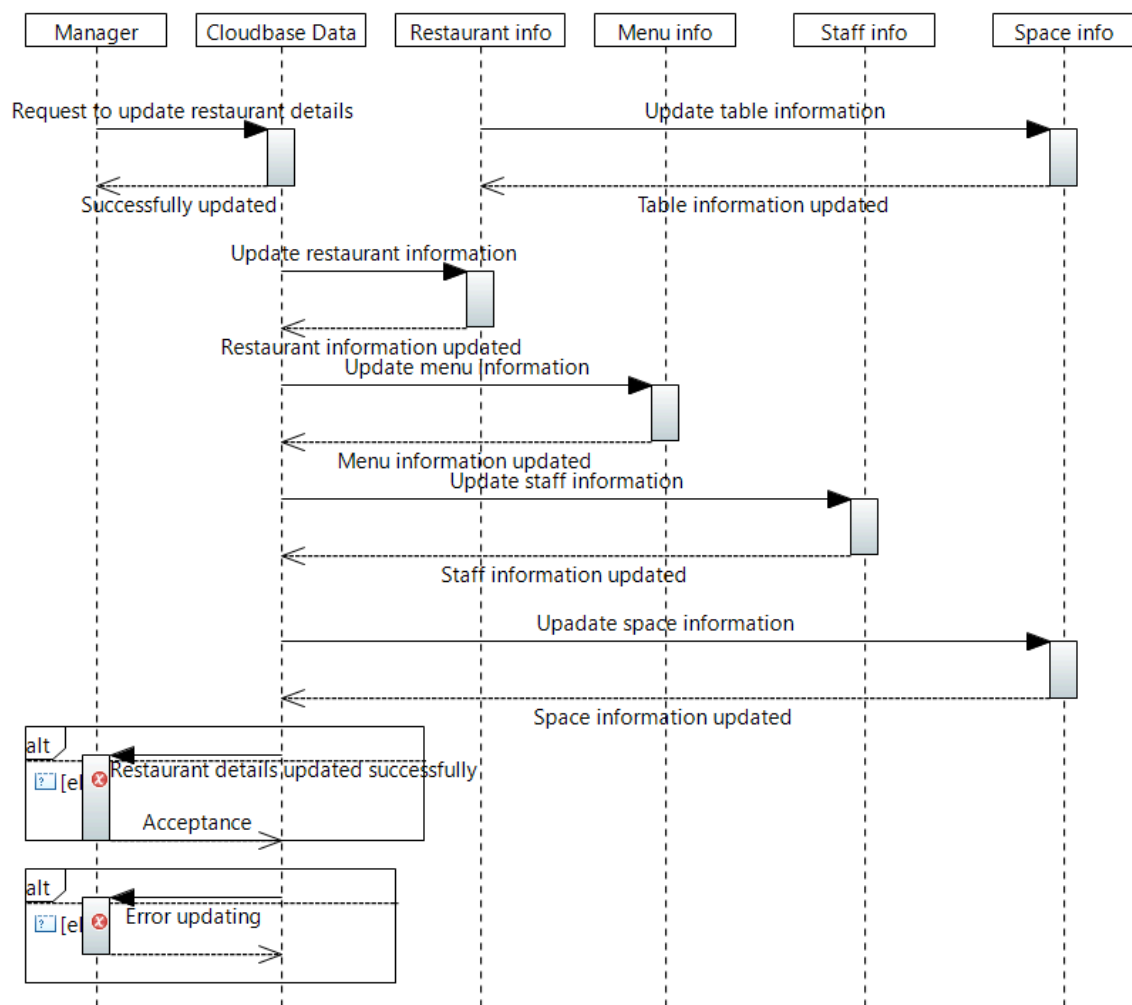 Manager
Cloudbase Data
Restaurant info
Menu info
Staff info
Space info
Request to update restaurant details
Update table information
Successfully updated
Table information updated
Update restaurant information
Restaurant information updated
Update menu information
Menu information updated
Update staff information
Staff information updated
Upadate space information
Space information updated
alt
Restaurant details updated successfully
? [el
Acceptance
alt
? [el
Error updating